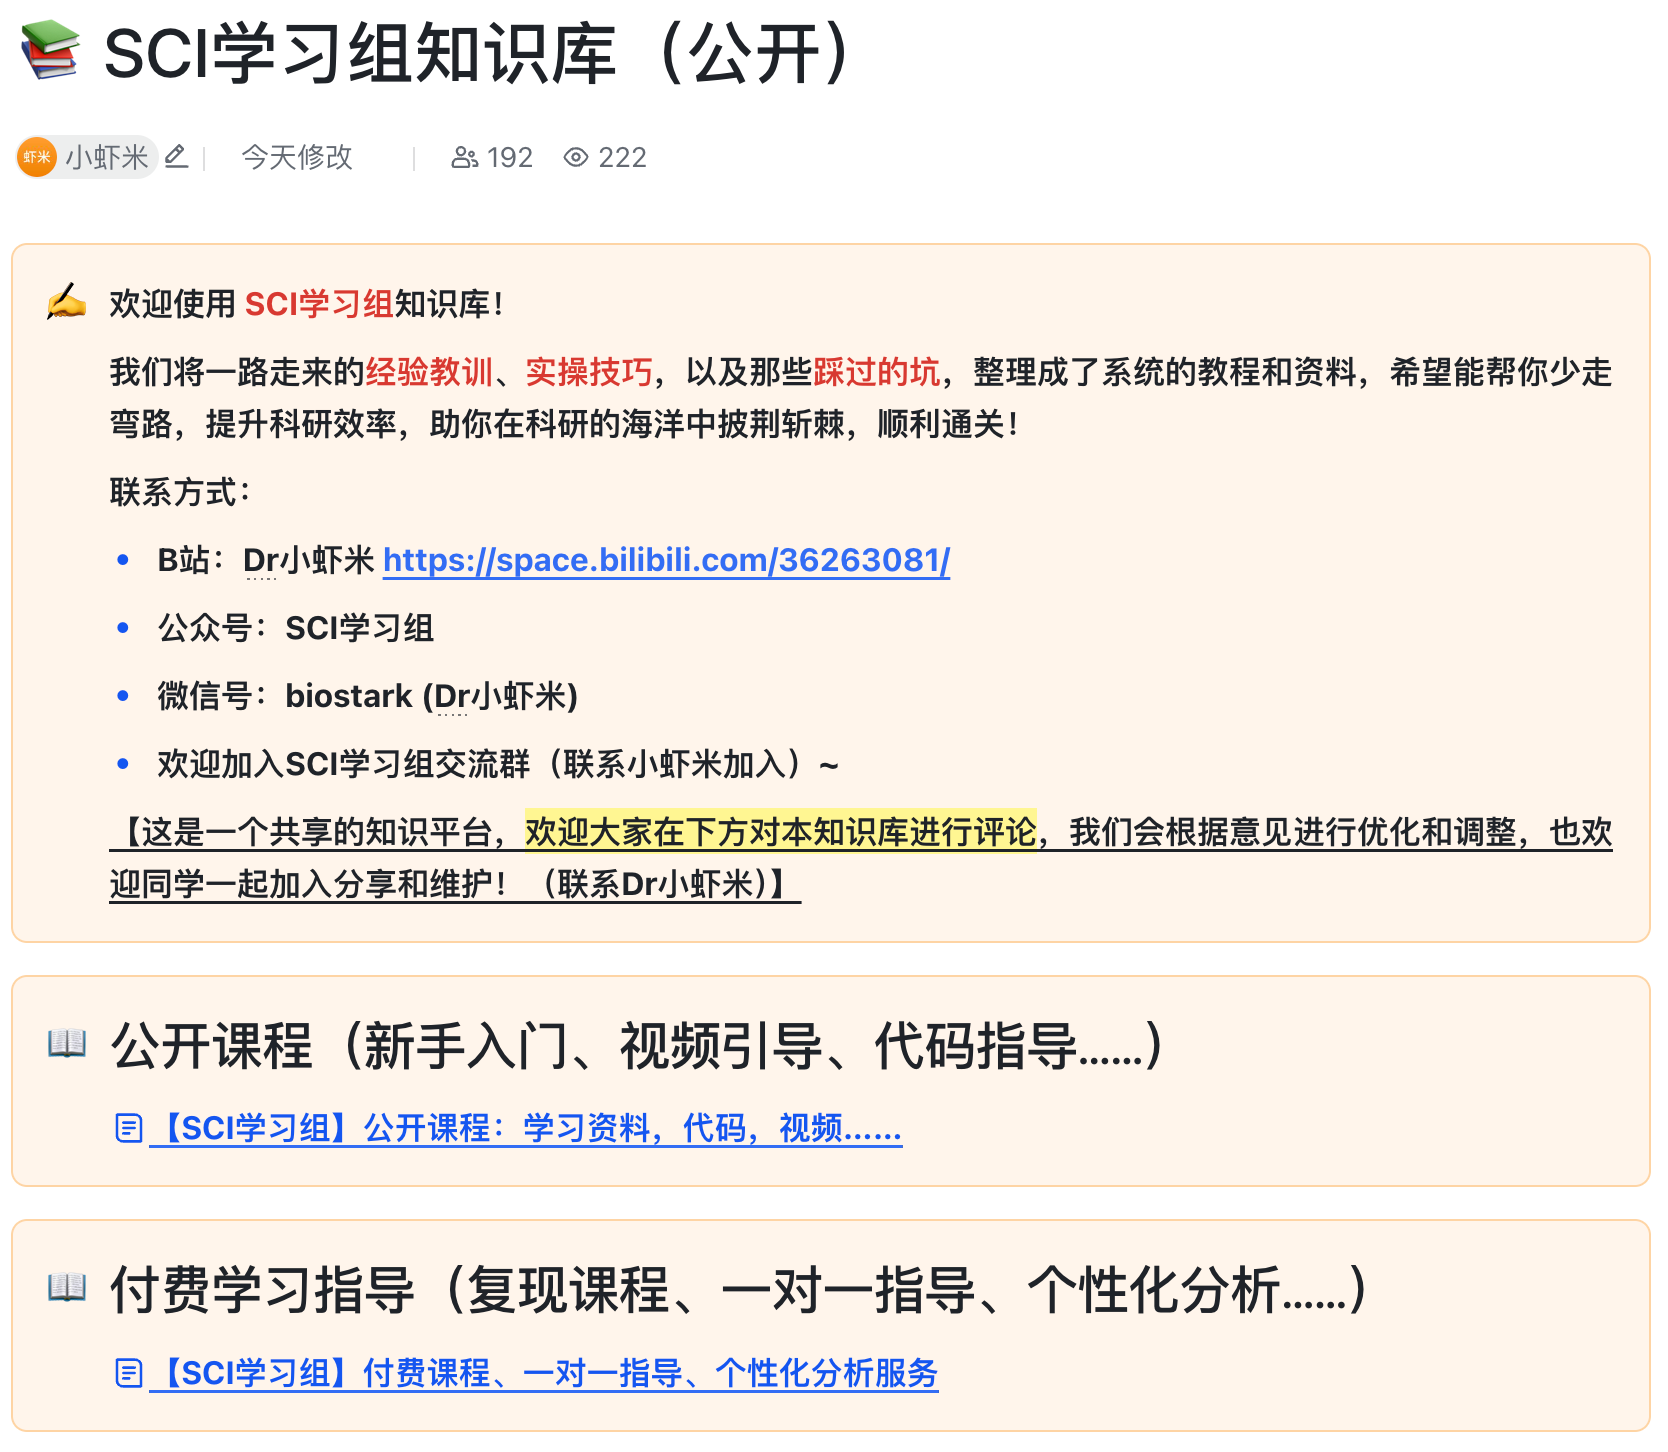 SCI学习组知识库（公开）
虾米 小虾米 今天修改 192 222
欢迎使用 SCI学习组知识库！
我们将一路走来的经验教训、实操技巧，以及那些踩过的坑，整理成了系统的教程和资料，希望能帮你少走
弯路，提升科研效率，助你在科研的海洋中披荆斩棘，顺利通关！
联系方式：
B站：Dr小虾米 https://space.bilibili.com/36263081/
公众号：SCI学习组
微信号：biostark (Dr小虾米)
欢迎加入SCI学习组交流群（联系小虾米加入）~
【这是一个共享的知识平台，欢迎大家在下方对本知识库进行评论，我们会根据意见进行优化和调整，也欢
迎同学一起加入分享和维护！（联系Dr小虾米)】
公开课程（新手入门、视频引导、代码指导......）
【SCI学习组】公开课程：学习资料，代码，视频......
付费学习指导（复现课程、一对一指导、个性化分析......）
【SCI学习组】付费课程、一对一指导、个性化分析服务